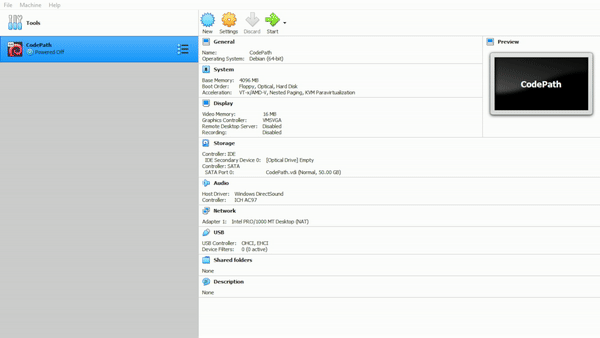 File Machine Help
Tools
CodePath
Powered Off
New Settings Discard Start
General
Name: CodePath
Operating System: Debian (64-bit)
System
Base Memory: 4096 MB
Boot Order: Floppy, Optical, Hard Disk
Acceleration: VT-x/AMD-V, Nested Paging, KVM Paravirtualization
Display
Video Memory: 16 MB
Graphics Controller: VMSVGA
Remote Desktop Server: Disabled
Recording: Disabled
Storage
Controller: IDE
IDE Secondary Device 0: [Optical Drive] Empty
Controller: SATA
SATA Port 0: CodePath.vdi (Normal, 50.00 GB)
Audio
Host Driver: Windows DirectSound
Controller: ICH AC97
Network
Adapter 1: Intel PRO/1000 MT Desktop (NAT)
USB
USB Controller: OHCI, EHCI
Device Filters: 0 (0 active)
Shared folders
None
Description
None
Preview
CodePath